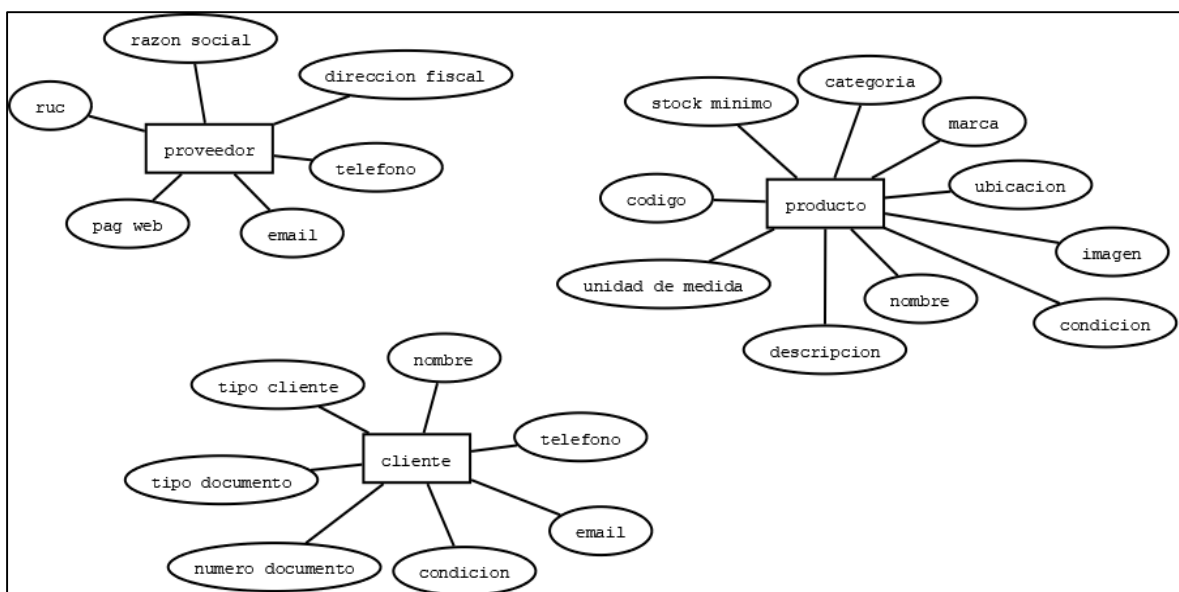 razon social
direccion fiscal
ruc
proveedor
telefono
pag web
email
categoria
stock minimo
marca
ubicacion
codigo
producto
imagen
unidad de medida
nombre
condicion
descripcion
nombre
tipo cliente
telefono
cliente
tipo documento
email
numero documento
condicion